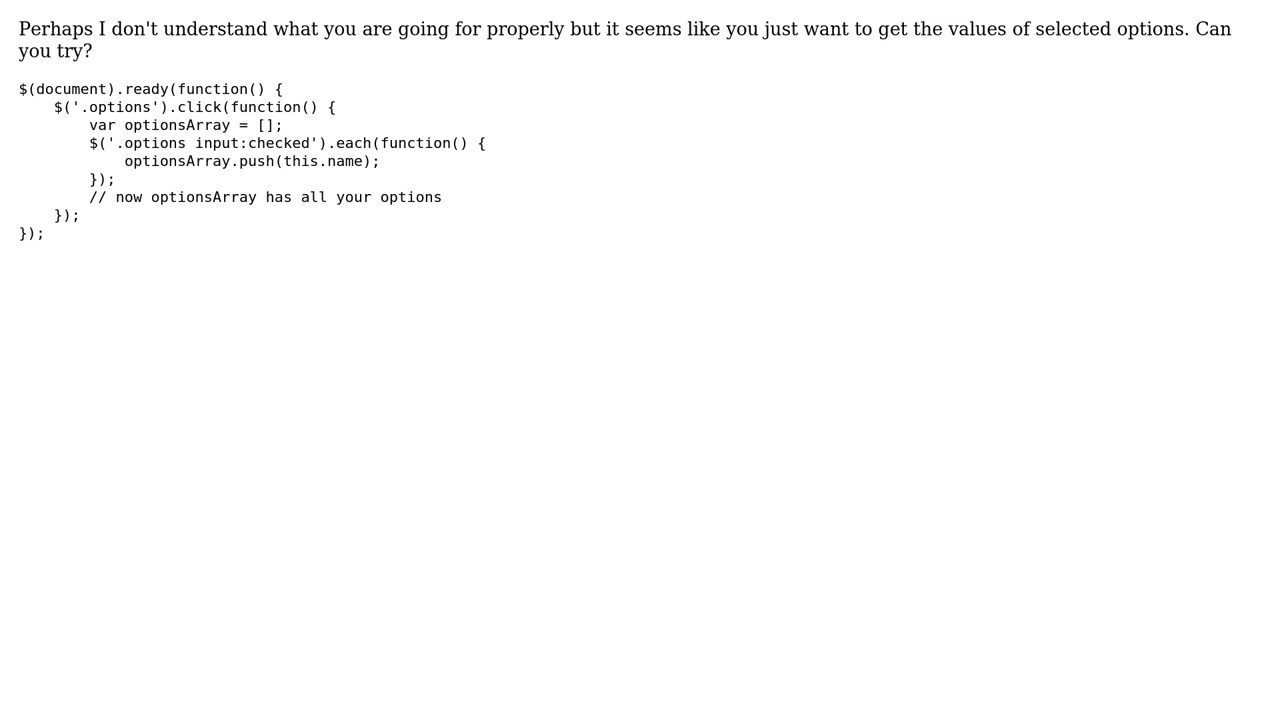 Perhaps I don't understand what you are going for properly but it seems like you just want to get the values of selected options. Can
you try?
$(document).ready(function() {
    $('.options').click(function() {
        var optionsArray = [];
        $('.options input:checked').each(function() {
            optionsArray.push(this.name);
        });
        // now optionsArray has all your options
    });
});